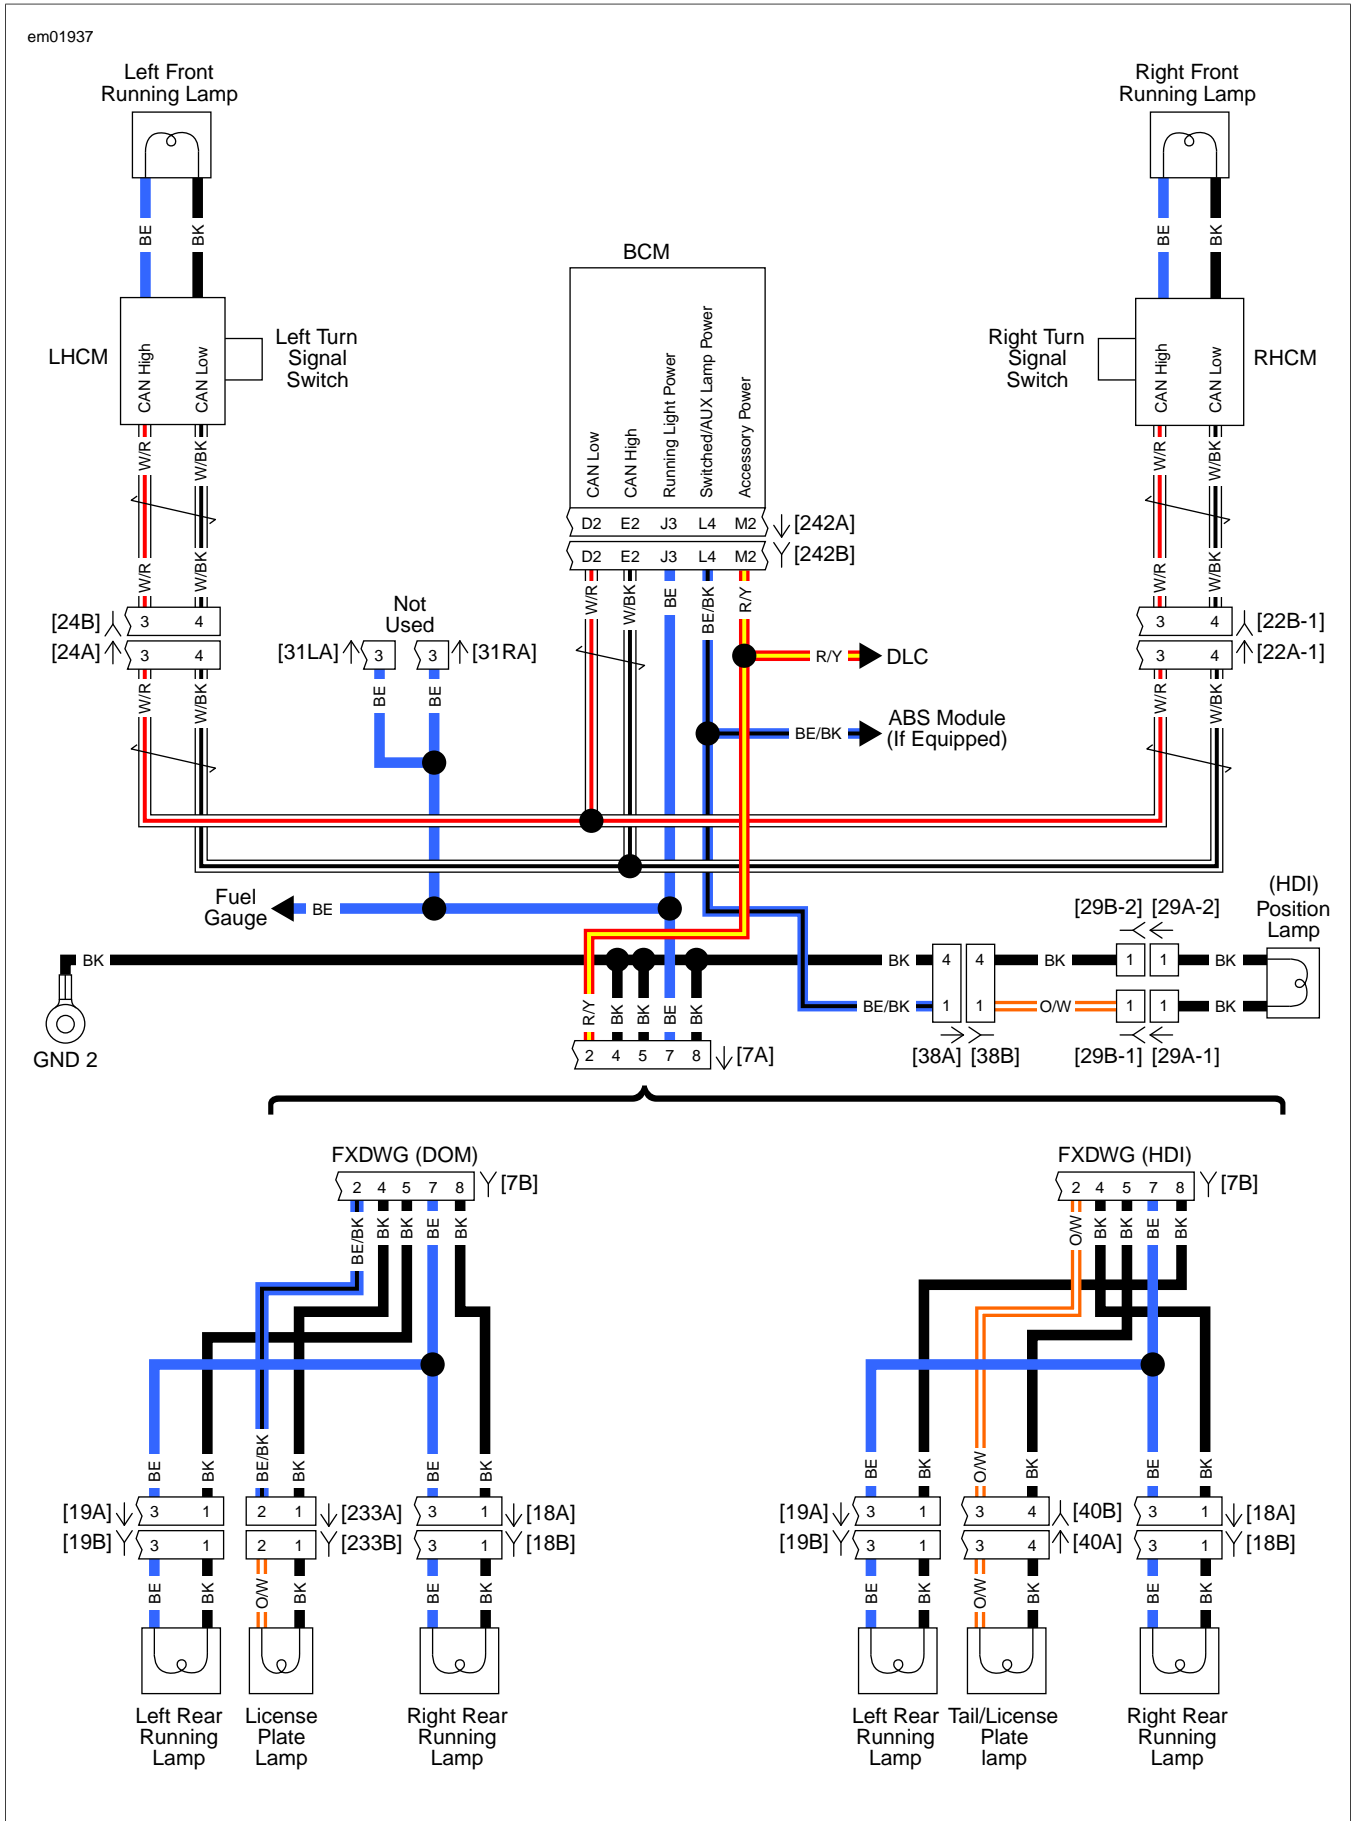 em01937
Left Front
Running Lamp
Right Front
Running Lamp
BE
BK
BE
BK
BCM
LHCM
CAN High
CAN Low
Left Turn
Signal
Switch
CAN Low
CAN High
Running Light Power
Switched/AUX Lamp Power
Accessory Power
Right Turn
Signal
Switch
CAN High
CAN Low
RHCM
W/R
W/BK
W/R
W/BK
D2 E2 J3 L4 M2 [242A]
D2 E2 J3 L4 M2 [242B]
W/R
W/BK
BE
BE/BK
R/Y
W/R
W/BK
W/R
W/BK
[24B] 3 4
[24A] 3 4
Not
Used
[31LA] 3 3 [31RA]
3 4 [22B-1]
3 4 [22A-1]
R/Y DLC
W/R
W/BK
BE
BE
W/R
W/BK
BE/BK ABS Module
(If Equipped)
Fuel
Gauge
BE
(HDI)
Position
Lamp
[29B-2] [29A-2]
BK
BK 4 4 BK 1 1 BK
BE/BK 1 1 O/W 1 1 BK
[38A] [38B] [29B-1] [29A-1]
GND 2
R/Y
BK
BK
BE
BK
2 4 5 7 8 [7A]
FXDWG (DOM)
2 4 5 7 8 [7B]
BE/BK
BK
BK
BE
BK
FXDWG (HDI)
2 4 5 7 8 [7B]
O/W
BK
BK
BE
BK
BE
BK
BE/BK
BK
BE
BK
BE
BK
O/W
BK
BE
BK
[19A] 3 1 2 1 [233A] 3 1 [18A]
[19B] 3 1 2 1 [233B] 3 1 [18B]
[19A] 3 1 3 4 [40B] 3 1 [18A]
[19B] 3 1 3 4 [40A] 3 1 [18B]
BE
BK
O/W
BK
BE
BK
BE
BK
O/W
BK
BE
BK
Left Rear
Running
Lamp
License
Plate
Lamp
Right Rear
Running
Lamp
Left Rear
Running
Lamp
Tail/License
Plate
lamp
Right Rear
Running
Lamp